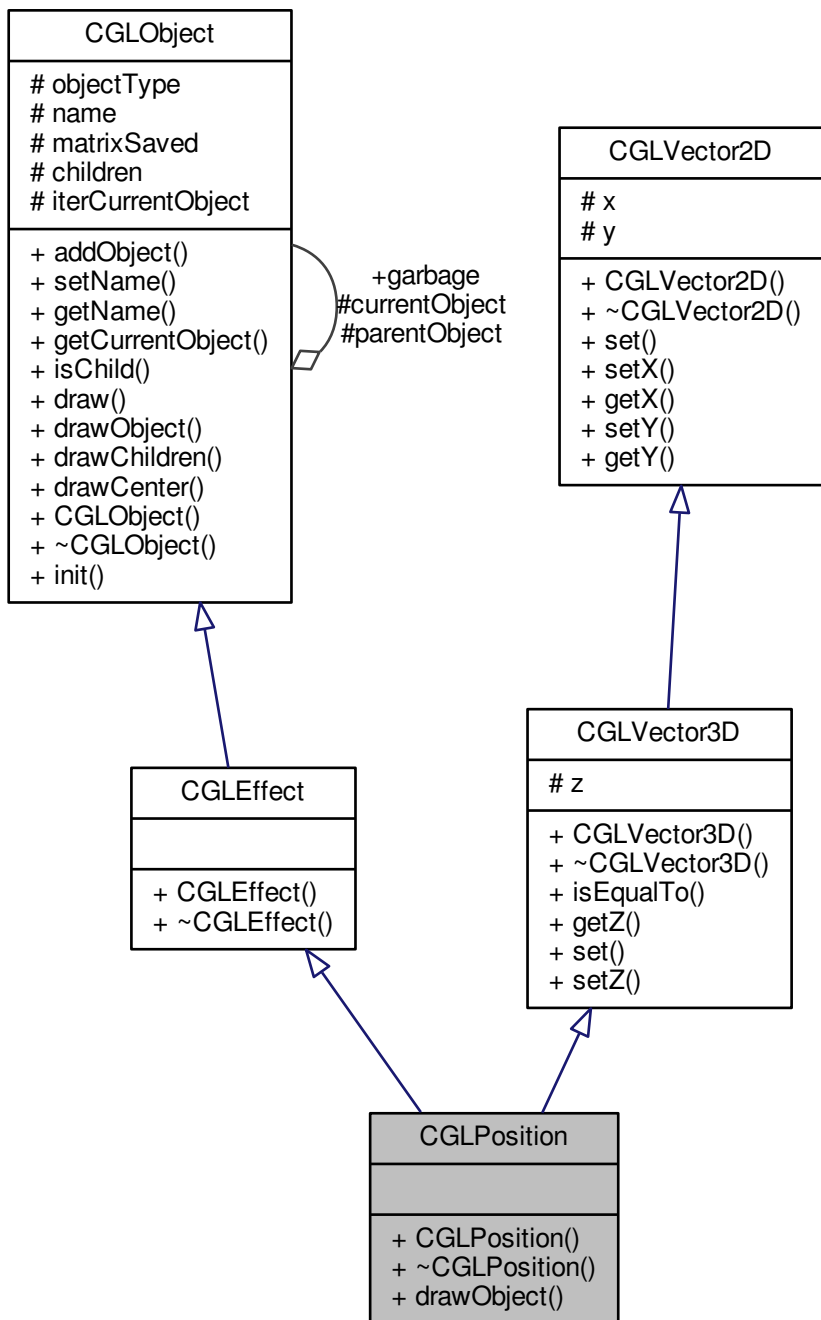 CGLObject
# objectType
# name
# matrixSaved
# children
# iterCurrentObject
+ addObject()
+ setName()
+ getName()
+ getCurrentObject()
+ isChild()
+ draw()
+ drawObject()
+ drawChildren()
+ drawCenter()
+ CGLObject()
+ ~CGLObject()
+ init()
+garbage
#currentObject
#parentObject
CGLVector2D
# x
# y
+ CGLVector2D()
+ ~CGLVector2D()
+ set()
+ setX()
+ getX()
+ setY()
+ getY()
CGLEffect
+ CGLEffect()
+ ~CGLEffect()
CGLVector3D
# z
+ CGLVector3D()
+ ~CGLVector3D()
+ isEqualTo()
+ getZ()
+ set()
+ setZ()
CGLPosition
+ CGLPosition()
+ ~CGLPosition()
+ drawObject()